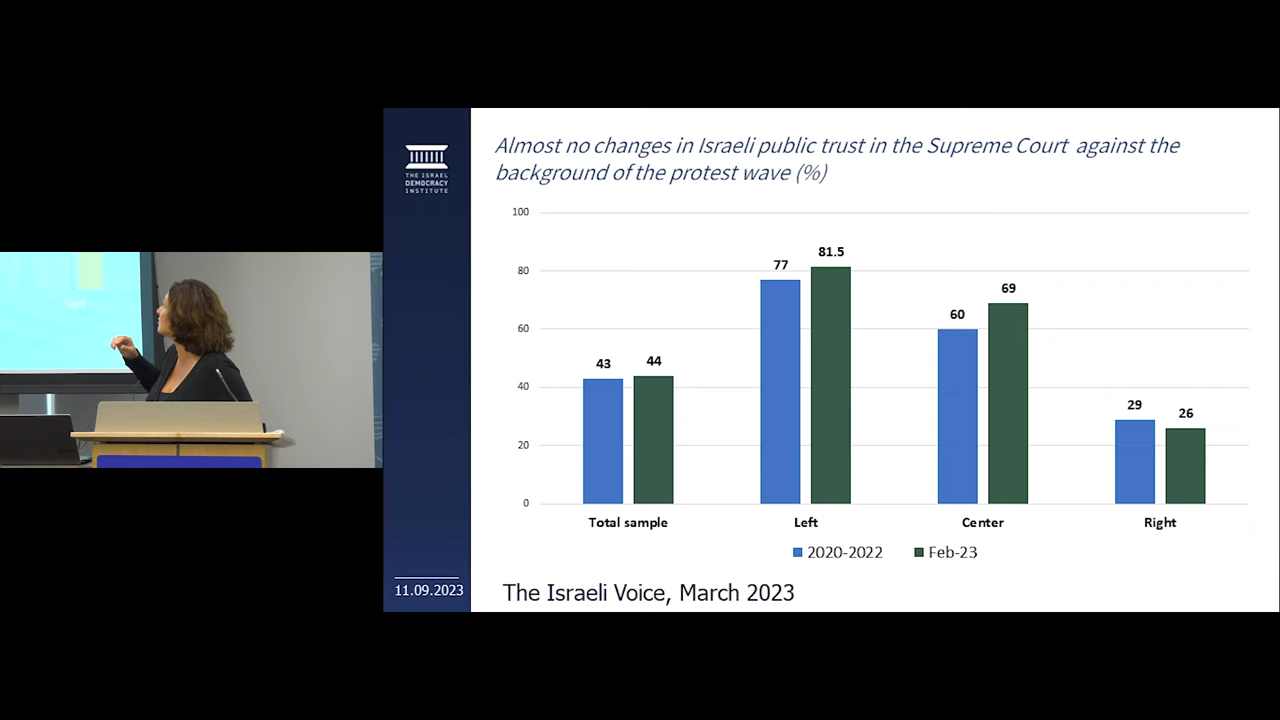 THE ISRAEL
DEMOCRACY
INSTITUTE
Almost no changes in Israeli public trust in the Supreme Court against the
background of the protest wave (%)
100
80
60
40
20
0
43
44
77
81.5
60
69
29
26
Total sample
Left
Center
Right
2020-2022
Feb-23
11.09.2023
The Israeli Voice, March 2023